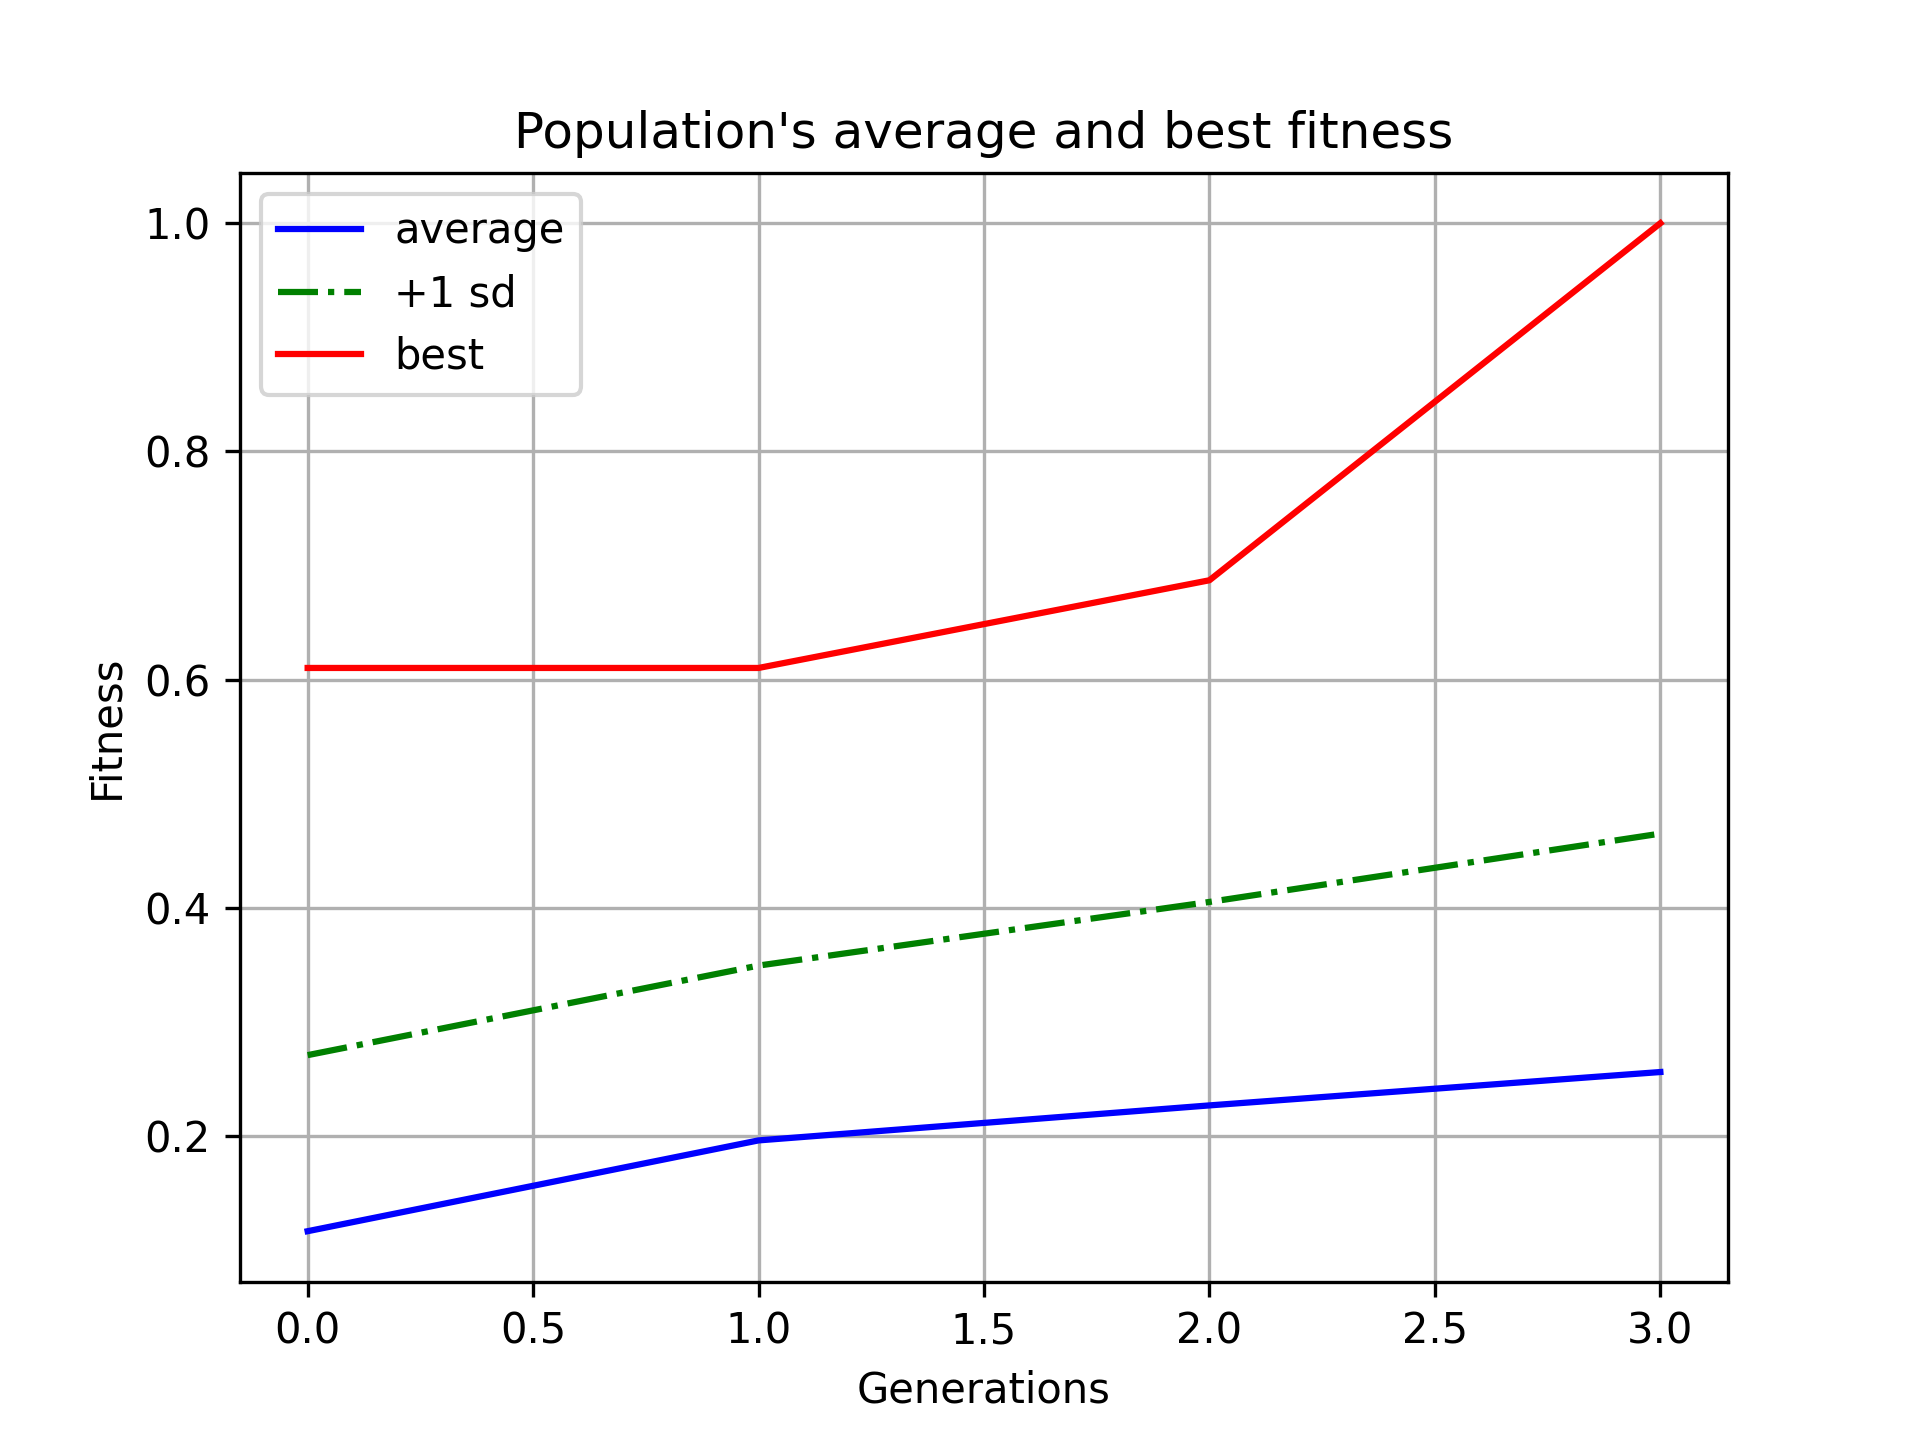 Population's average and best fitness
average
+1 sd
best
1.0
0.8
0.6
0.4
0.2
Fitness
0.0 0.5 1.0 1.5 2.0 2.5 3.0
Generations